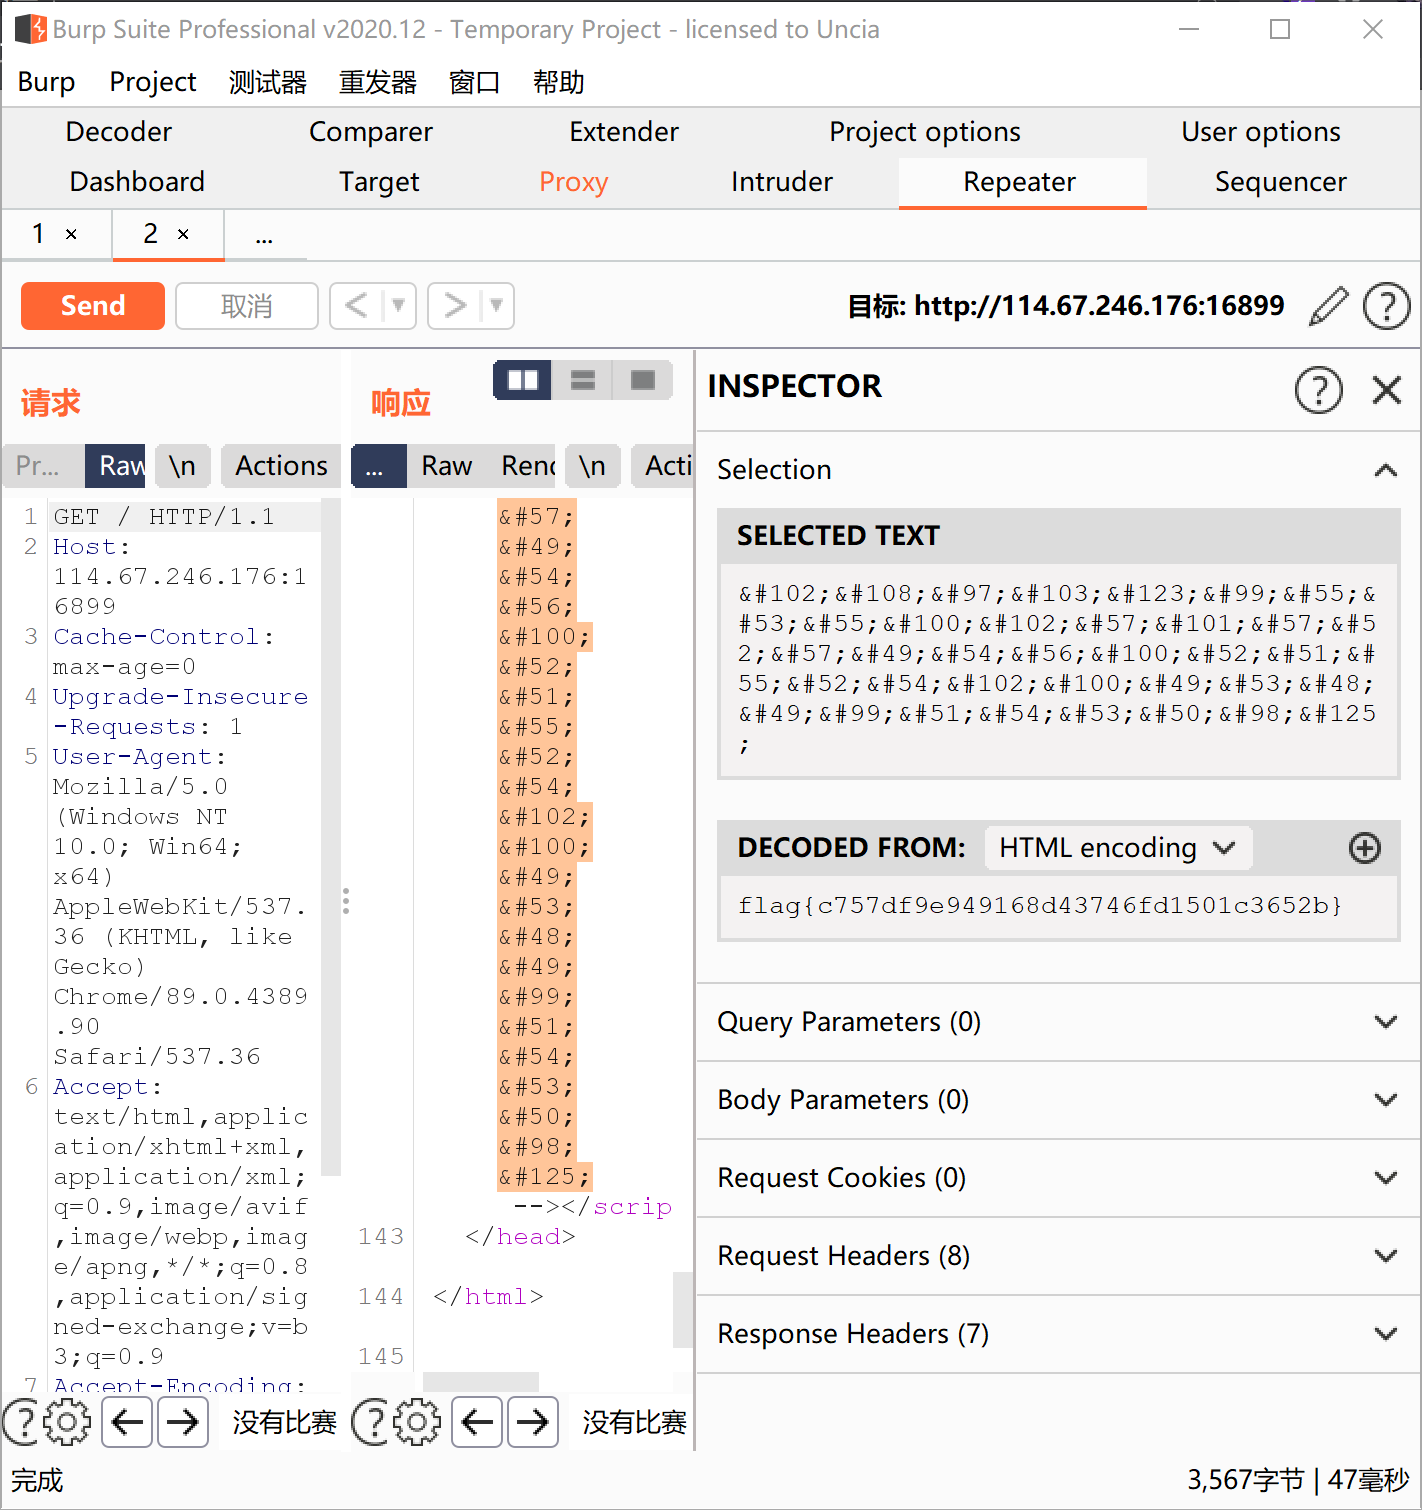 Burp Suite Professional v2020.12 - Temporary Project - licensed to Uncia
Burp Project 测试器 重发器 窗口 帮助
Decoder Comparer Extender Project options User options
Dashboard Target Proxy Intruder Repeater Sequencer
1 × 2 × ...
Send 取消 < > 目标: http://114.67.246.176:16899
请求
Pr... Raw \n Actions
1 GET / HTTP/1.1
2 Host:
114.67.246.176:1
6899
3 Cache-Control:
max-age=0
4 Upgrade-Insecure
-Requests: 1
5 User-Agent:
Mozilla/5.0
(Windows NT
10.0; Win64;
x64)
AppleWebKit/537.
36 (KHTML, like
Gecko)
Chrome/89.0.4389
.90
Safari/537.36
6 Accept:
text/html,applic
ation/xhtml+xml,
application/xml;
q=0.9,image/avif
,image/webp,imag
e/apng,*/*;q=0.8
,application/sig
ned-exchange;v=b
3;q=0.9
7 Accept-Encoding:
没有比赛
响应
... Raw Renc \n Acti
&#57;
&#49;
&#54;
&#56;
&#100;
&#52;
&#51;
&#55;
&#52;
&#54;
&#102;
&#100;
&#49;
&#53;
&#48;
&#49;
&#99;
&#51;
&#54;
&#53;
&#50;
&#98;
&#125;
--></scrip
143 </head>
144 </html>
145
没有比赛
INSPECTOR
Selection
SELECTED TEXT
&#102;&#108;&#97;&#103;&#123;&#99;&#55;&
#53;&#55;&#100;&#102;&#57;&#101;&#57;&#5
2;&#57;&#49;&#54;&#56;&#100;&#52;&#51;&#
55;&#52;&#54;&#102;&#100;&#49;&#53;&#48;
&#49;&#99;&#51;&#54;&#53;&#50;&#98;&#125
;
DECODED FROM: HTML encoding
flag{c757df9e949168d43746fd1501c3652b}
Query Parameters (0)
Body Parameters (0)
Request Cookies (0)
Request Headers (8)
Response Headers (7)
完成
3,567字节 | 47毫秒